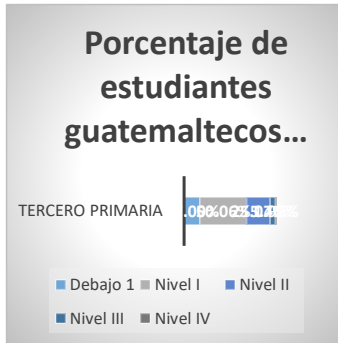 Porcentaje de
estudiantes
guatemaltecos...
TERCERO PRIMARIA
Debajo 1 Nivel I Nivel II
Nivel III Nivel IV